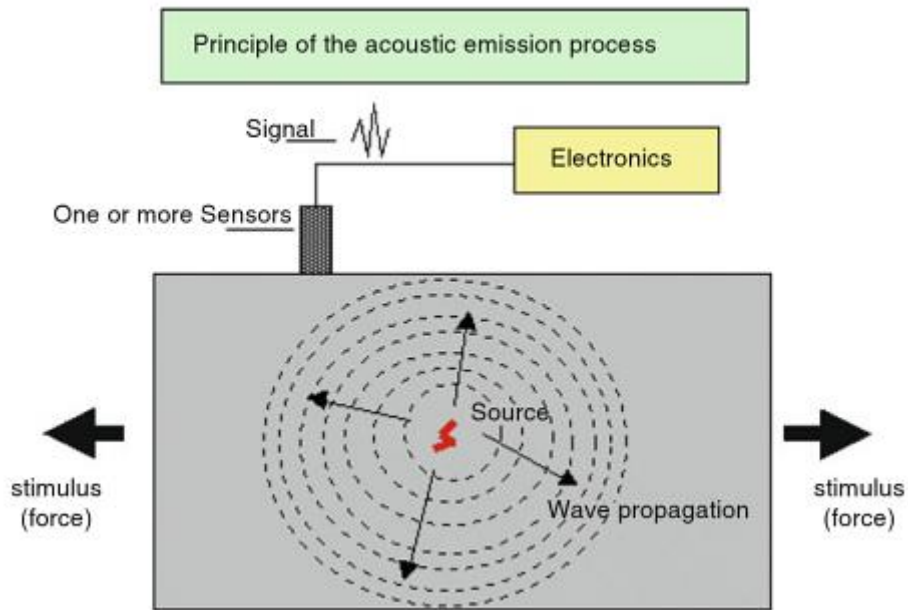 Principle of the acoustic emission process
Signal
Electronics
One or more Sensors
Source
Wave propagation
stimulus
(force)
stimulus
(force)